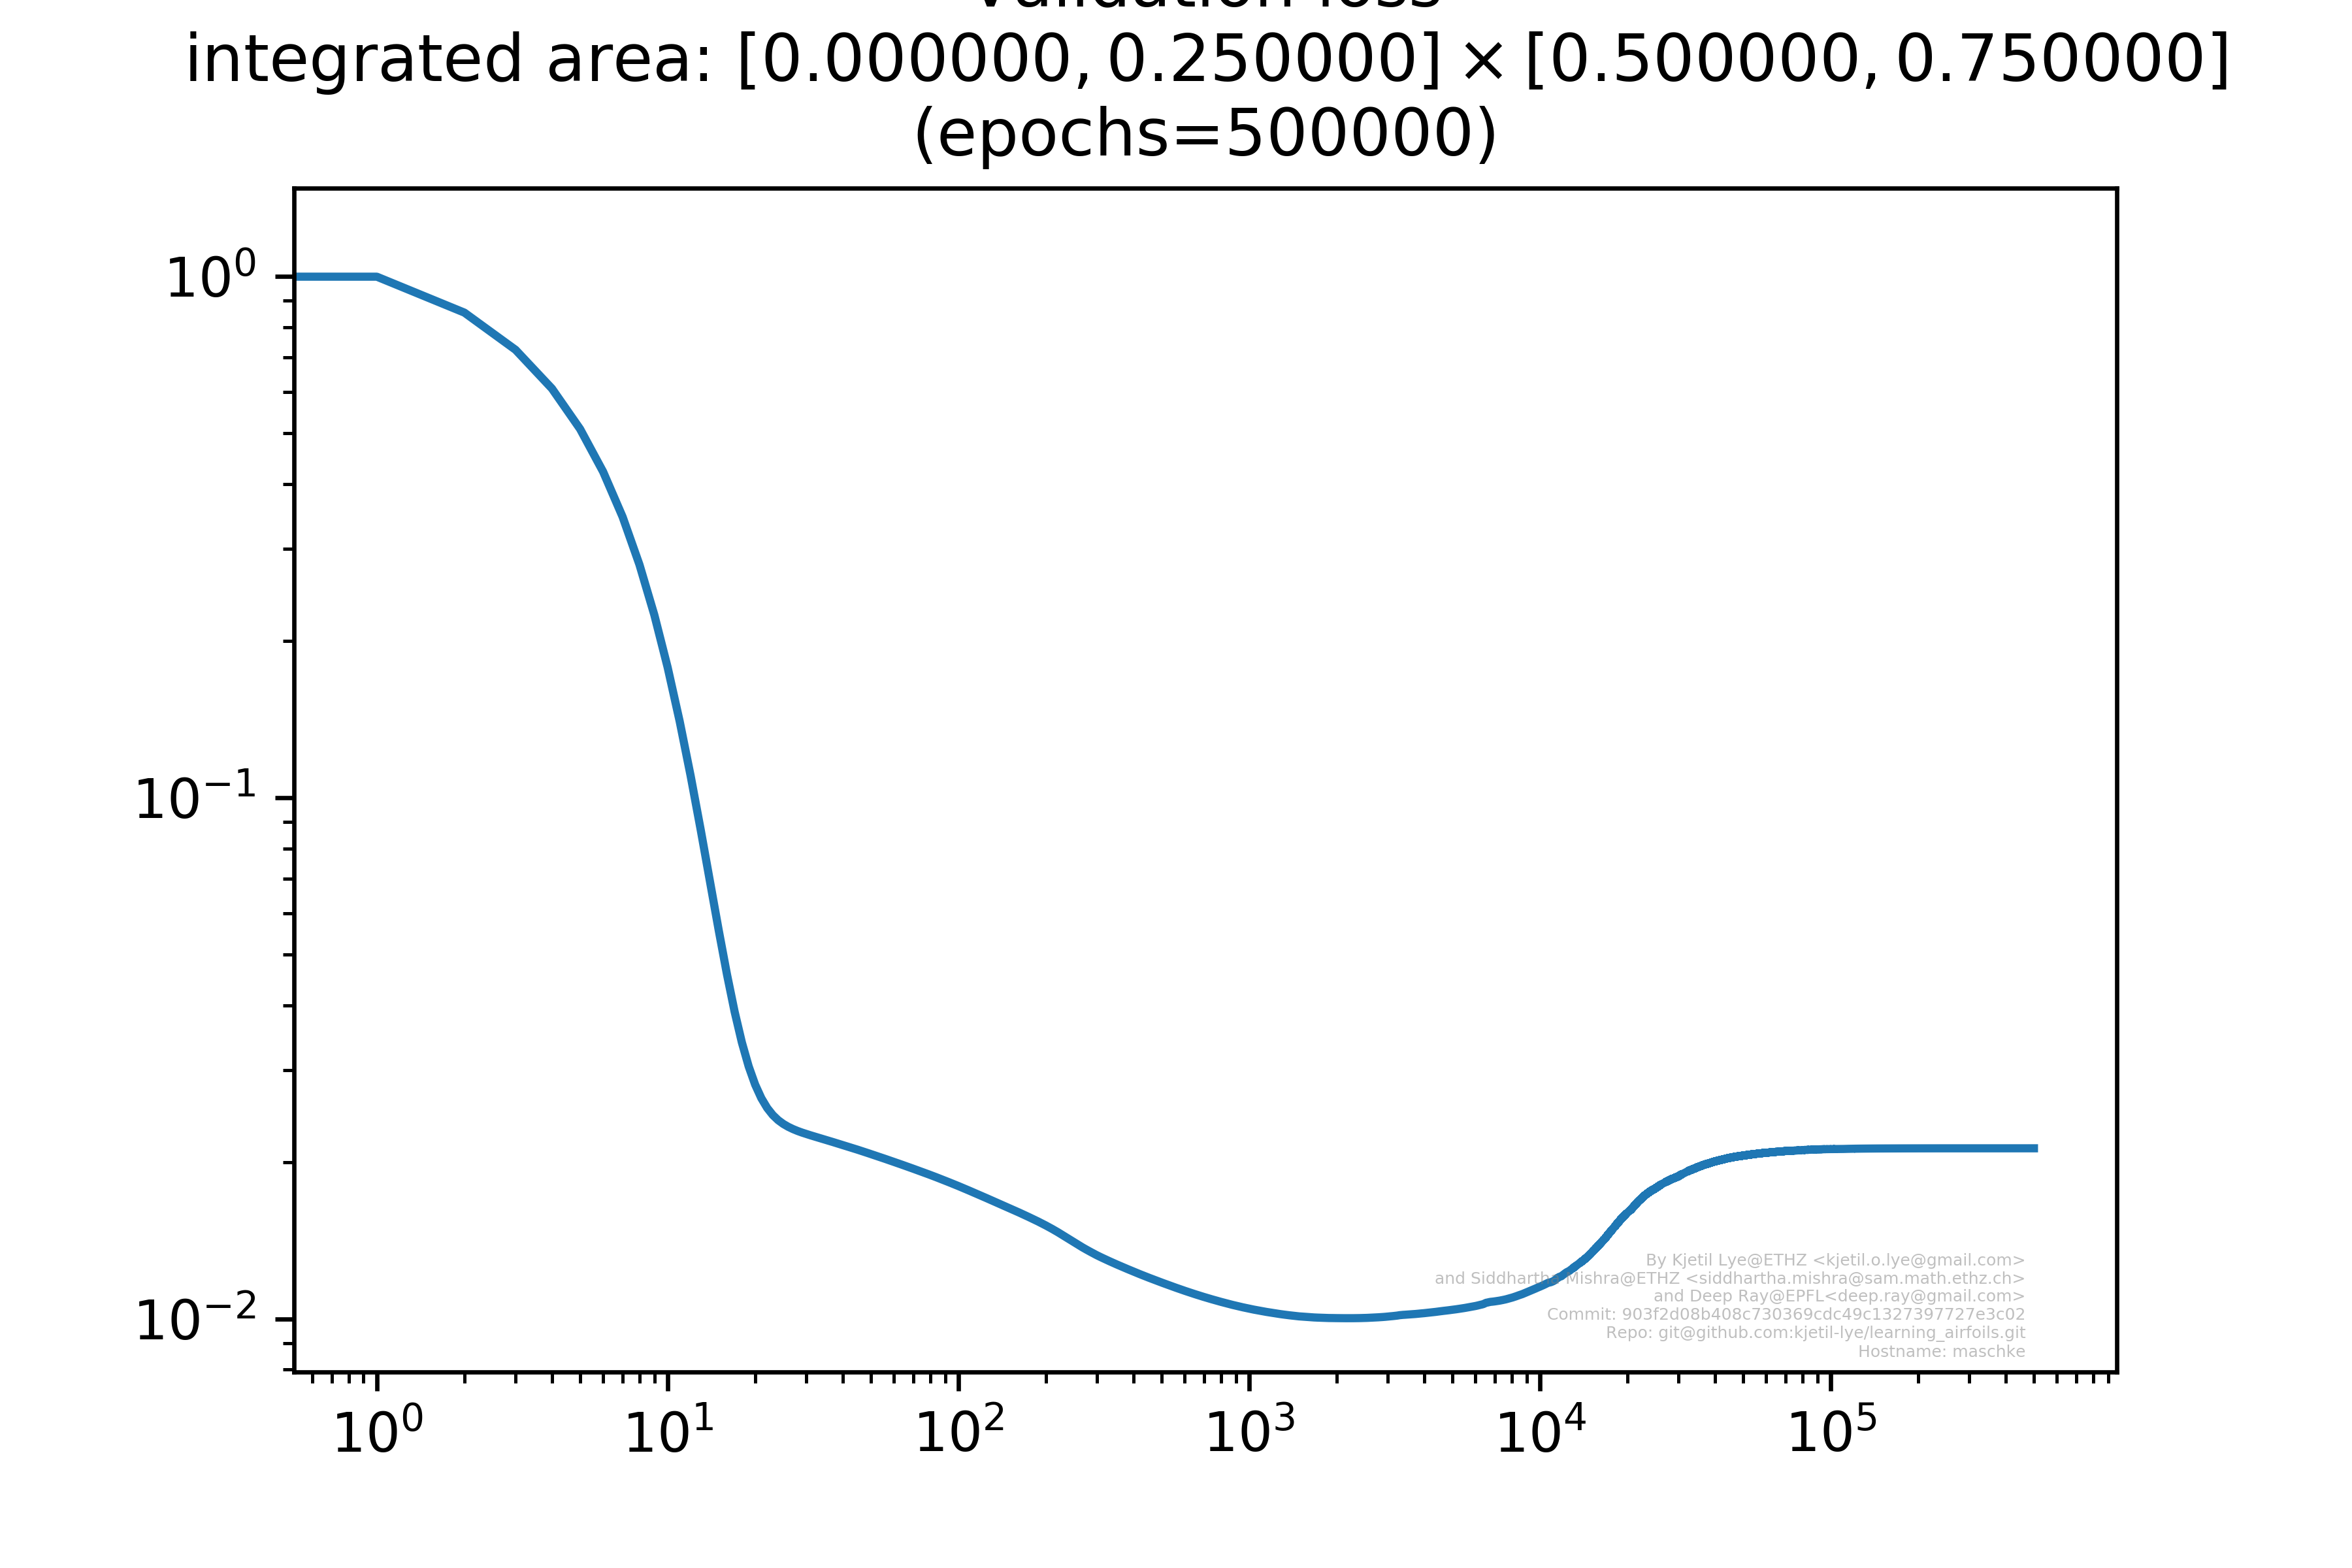 validation loss
integrated area: [0.000000, 0.250000] × [0.500000, 0.750000]
(epochs=500000)
10⁰
10⁻¹
10⁻²
By Kjetil Lye@ETHZ <kjetil.o.lye@gmail.com>
and Siddhartha Mishra@ETHZ <siddhartha.mishra@sam.math.ethz.ch>
and Deep Ray@EPFL<deep.ray@gmail.com>
Commit: 903f2d08b408c730369cdc49c1327397727e3c02
Repo: git@github.com:kjetil-lye/learning_airfoils.git
Hostname: maschke
10⁰ 10¹ 10² 10³ 10⁴ 10⁵